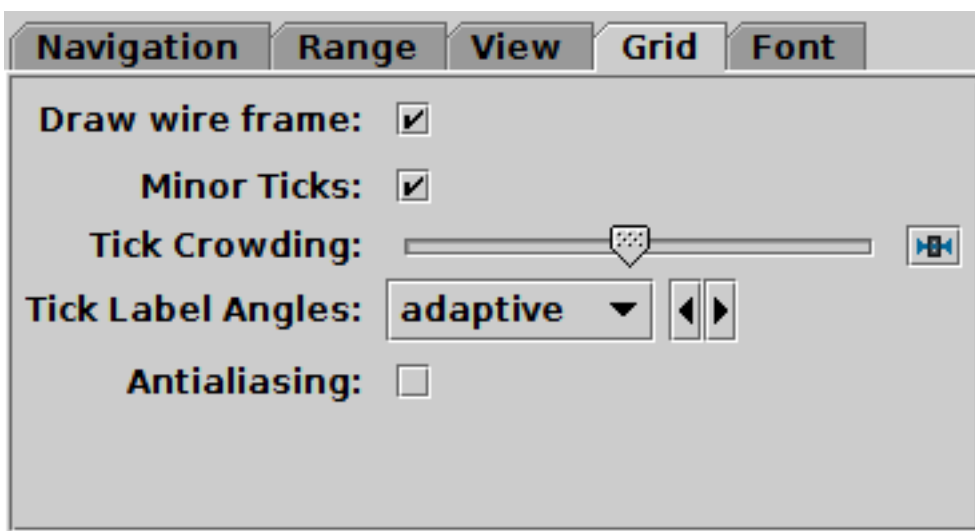 Navigation Range View Grid Font
Draw wire frame:
Minor Ticks:
Tick Crowding:
Tick Label Angles: adaptive
Antialiasing: